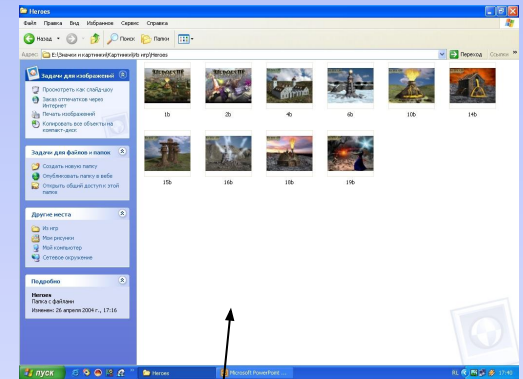 Heroes
Файл Правка Вид Избранное Сервис Справка
Назад Поиск Папки
Адрес: E:\Значки и картинки\Картинки\Из игр\Heroes Переход Ссылки »
Задачи для изображений
Просмотреть как слайд-шоу
Заказ отпечатков через
Интернет
Печать изображений
Копировать все объекты на
компакт-диск
1b 2b 4b 6b 10b 14b
Задачи для файлов и папок
Создать новую папку
Опубликовать папку в вебе
Открыть общий доступ к этой
папке
15b 16b 18b 19b
Другие места
Из игр
Мои рисунки
Мой компьютер
Сетевое окружение
Подробно
Heroes
Папка с файлами
Изменен: 26 апреля 2004 г., 17:16
пуск Heroes Microsoft PowerPoint ... RL 17:40